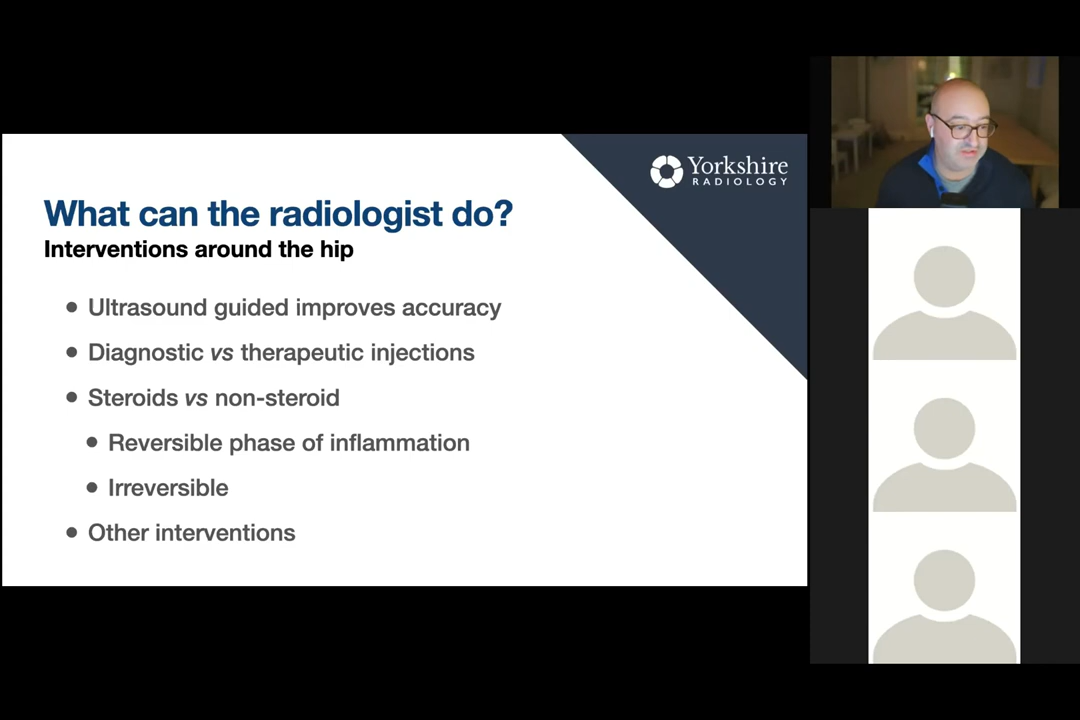 Yorkshire
RADIOLOGY
What can the radiologist do?
Interventions around the hip
• Ultrasound guided improves accuracy
• Diagnostic vs therapeutic injections
• Steroids vs non-steroid
• Reversible phase of inflammation
• Irreversible
• Other interventions